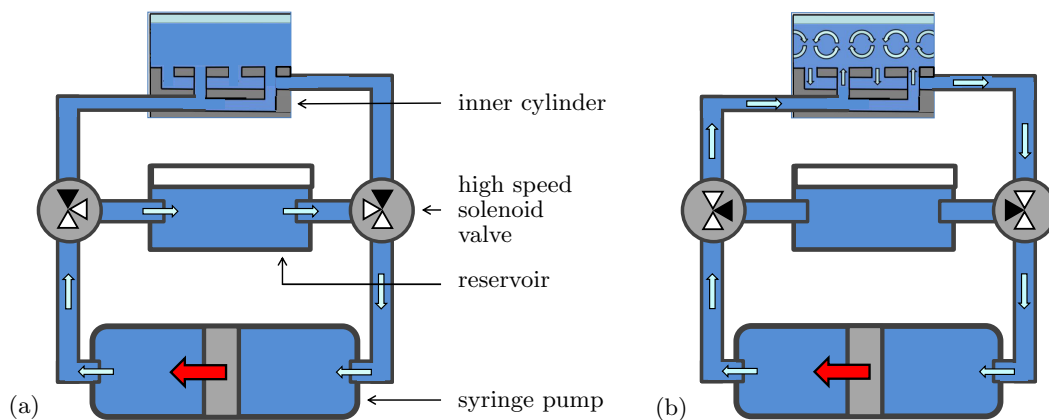 inner cylinder
high speed
solenoid
valve
reservoir
syringe pump
(a)
(b)